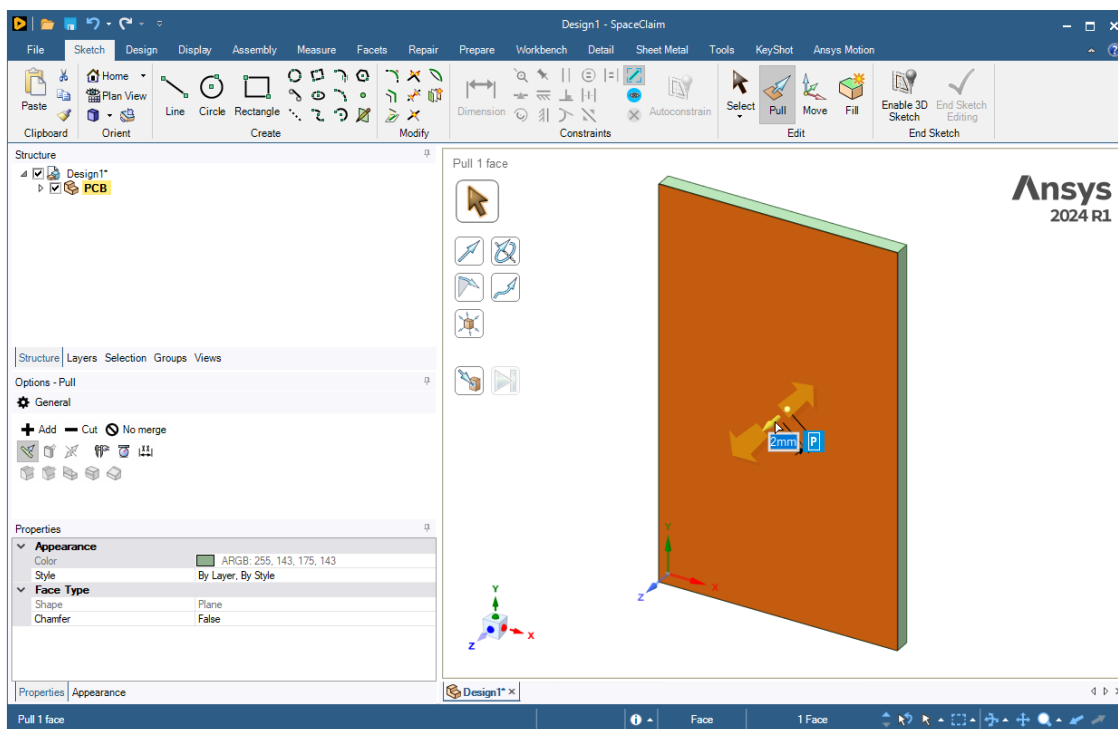 Design1 - SpaceClaim
File Sketch Design Display Assembly Measure Facets Repair Prepare Workbench Detail Sheet Metal Tools KeyShot Ansys Motion
Paste
Home
Plan View
Line Circle Rectangle
Dimension
Autoconstrain
Select Pull Move Fill
Enable 3D Sketch
End Sketch Editing
Clipboard Orient Create Modify Constraints Edit End Sketch
Structure
Design1*
PCB
Structure Layers Selection Groups Views
Options - Pull
General
Add Cut No merge
Properties
Appearance
Color ARGB: 255, 143, 175, 143
Style By Layer, By Style
Face Type
Shape Plane
Chamfer False
Properties Appearance
Pull 1 face
Ansys
2024 R1
2mm P
Y
X
Z
Y
X
Z
Design1*
Pull 1 face Face 1 Face